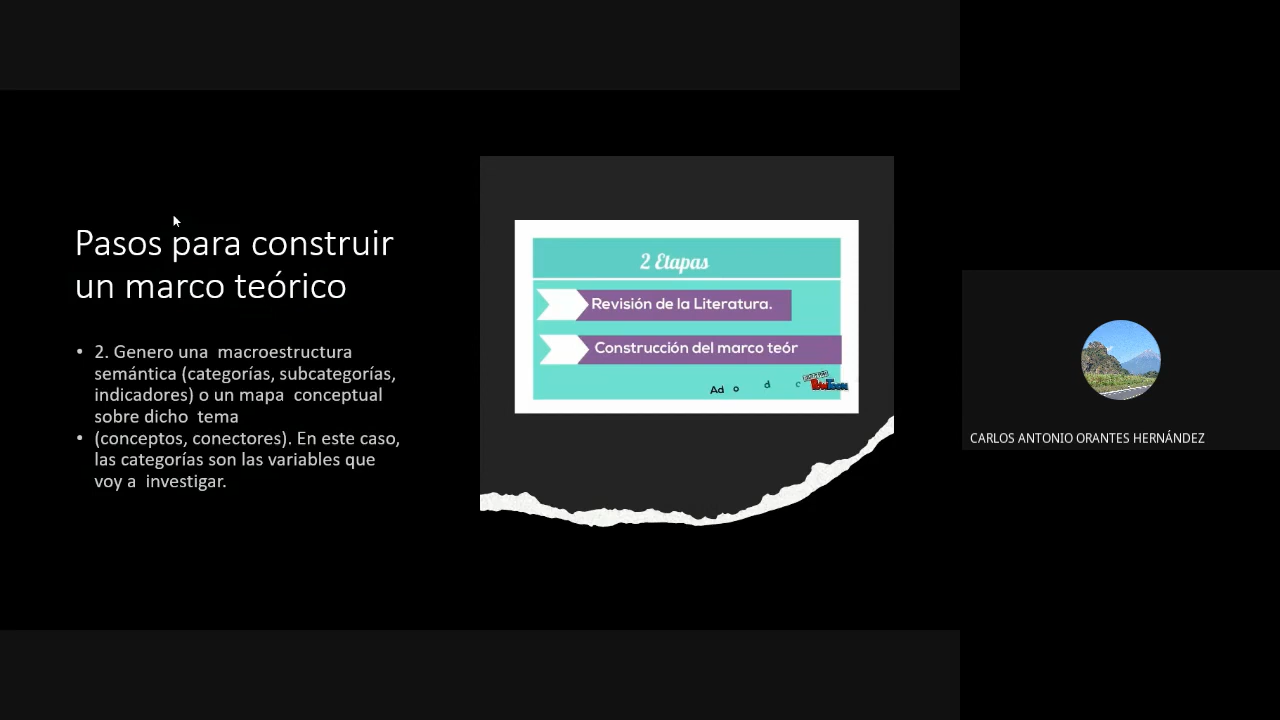 Pasos para construir
un marco teórico
• 2. Genero una macroestructura
semántica (categorías, subcategorías,
indicadores) o un mapa conceptual
sobre dicho tema
• (conceptos, conectores). En este caso,
las categorías son las variables que
voy a investigar.
2 Etapas
Revisión de la Literatura.
Construcción del marco teór
Ad o d c
CARLOS ANTONIO ORANTES HERNÁNDEZ